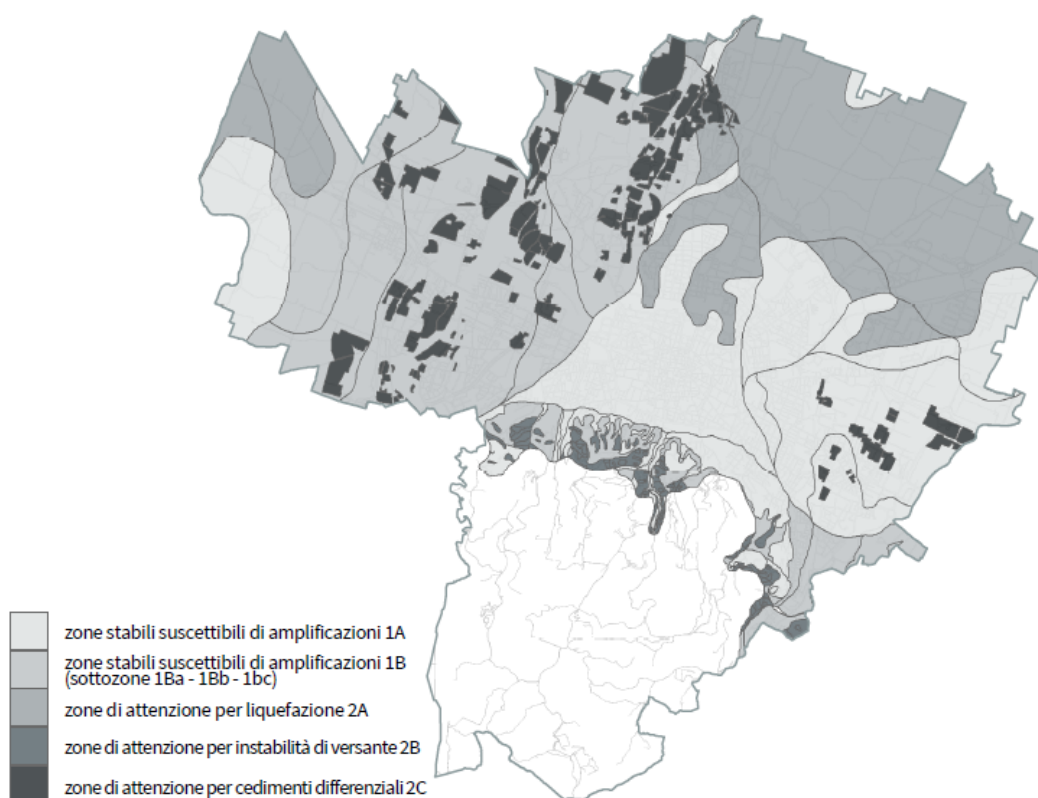 zone stabili suscettibili di amplificazioni 1A
zone stabili suscettibili di amplificazioni 1B
(sottozone 1Ba - 1Bb - 1bc)
zone di attenzione per liquefazione 2A
zone di attenzione per instabilità di versante 2B
zone di attenzione per cedimenti differenziali 2C